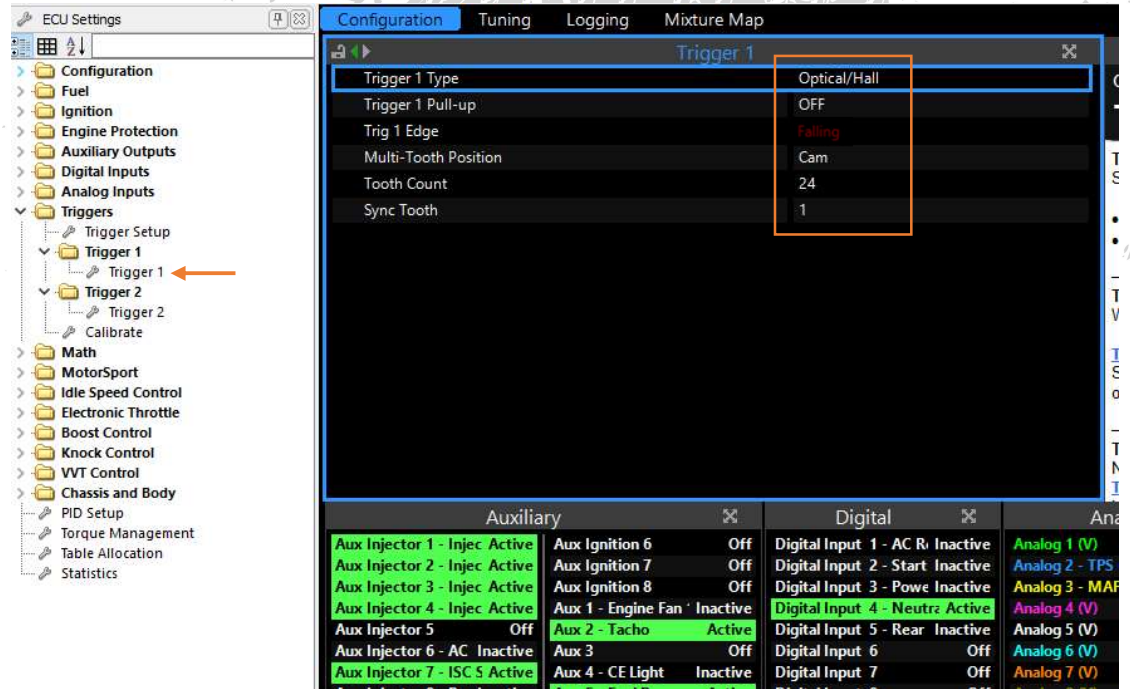 ECU Settings
Configuration
Fuel
Ignition
Engine Protection
Auxiliary Outputs
Digital Inputs
Analog Inputs
Triggers
Trigger Setup
Trigger 1
Trigger 1
Trigger 2
Trigger 2
Calibrate
Math
MotorSport
Idle Speed Control
Electronic Throttle
Boost Control
Knock Control
VVT Control
Chassis and Body
PID Setup
Torque Management
Table Allocation
Statistics
Configuration Tuning Logging Mixture Map
Trigger 1
Trigger 1 Type Optical/Hall
Trigger 1 Pull-up OFF
Trig 1 Edge Falling
Multi-Tooth Position Cam
Tooth Count 24
Sync Tooth 1
Auxiliary
Aux Injector 1 - Injec Active
Aux Injector 2 - Injec Active
Aux Injector 3 - Injec Active
Aux Injector 4 - Injec Active
Aux Injector 5 Off
Aux Injector 6 - AC Inactive
Aux Injector 7 - ISC S Active
Aux Ignition 6 Off
Aux Ignition 7 Off
Aux Ignition 8 Off
Aux 1 - Engine Fan Inactive
Aux 2 - Tacho Active
Aux 3 Off
Aux 4 - CE Light Inactive
Digital
Digital Input 1 - AC Re Inactive
Digital Input 2 - Start Inactive
Digital Input 3 - Powe Inactive
Digital Input 4 - Neutra Active
Digital Input 5 - Rear Inactive
Digital Input 6 Off
Digital Input 7 Off
Ana
Analog 1 (V)
Analog 2 - TPS
Analog 3 - MAF
Analog 4 (V)
Analog 5 (V)
Analog 6 (V)
Analog 7 (V)